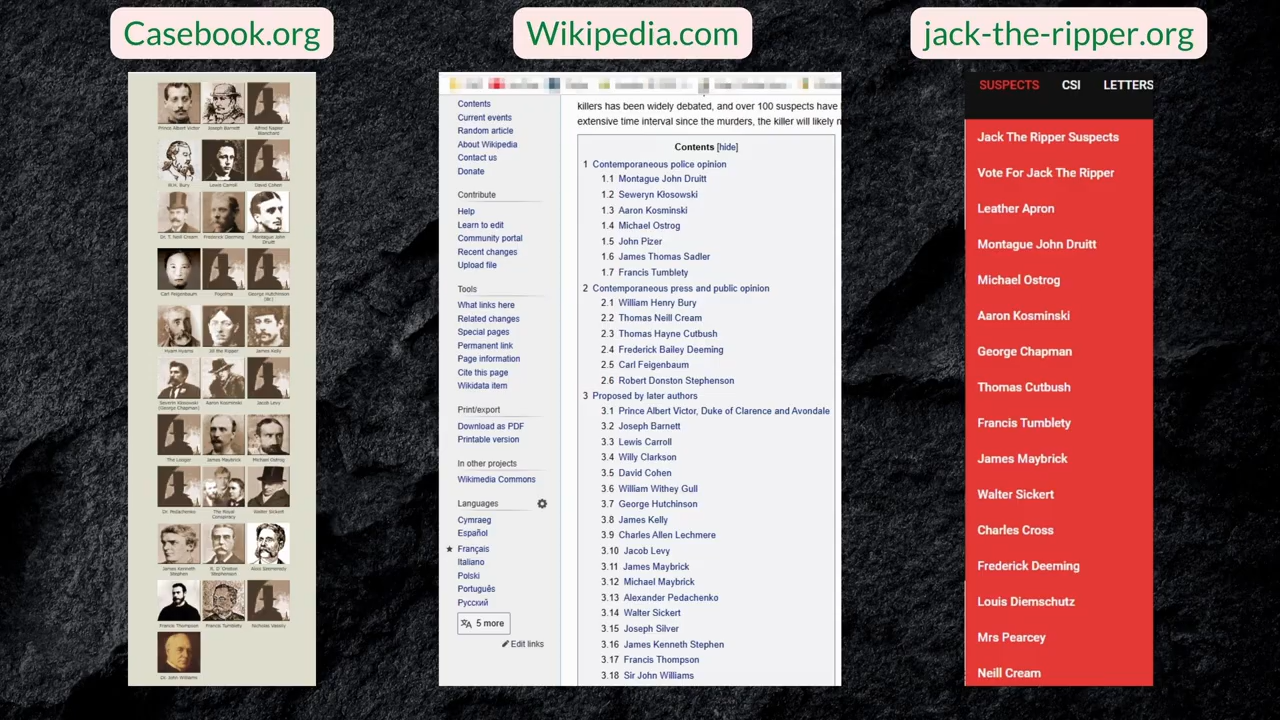 Casebook.org
Prince Albert Victor
Joseph Barnett
Alfred Napier
Blanchard
W.H. Bury
Lewis Carroll
David Cohen
Dr. T. Neill Cream
Frederick Deeming
Montague John
Druitt
Carl Feigenbaum
Fogelma
George Hutchinson
(Br.)
Hyam Hyams
Jill the Ripper
James Kelly
Severin Klosowski
(George Chapman)
Aaron Kosminski
Jacob Levy
The Lodger
James Maybrick
Michael Ostrog
Dr. Pedachenko
The Royal
Conspiracy
Walter Sickert
James Kenneth
Stephen
R. D'Onston
Stephenson
Alois Szemeredy
Francis Thompson
Francis Tumblety
Nicholas Vassily
Dr. John Williams
Wikipedia.com
Contents
Current events
Random article
About Wikipedia
Contact us
Donate
Contribute
Help
Learn to edit
Community portal
Recent changes
Upload file
Tools
What links here
Related changes
Special pages
Permanent link
Page information
Cite this page
Wikidata item
Print/export
Download as PDF
Printable version
In other projects
Wikimedia Commons
Languages
Cymraeg
Español
Français
Italiano
Polski
Português
Русский
5 more
Edit links
killers has been widely debated, and over 100 suspects have
extensive time interval since the murders, the killer will likely
Contents [hide]
1 Contemporaneous police opinion
1.1 Montague John Druitt
1.2 Seweryn Kłosowski
1.3 Aaron Kosminski
1.4 Michael Ostrog
1.5 John Pizer
1.6 James Thomas Sadler
1.7 Francis Tumblety
2 Contemporaneous press and public opinion
2.1 William Henry Bury
2.2 Thomas Neill Cream
2.3 Thomas Hayne Cutbush
2.4 Frederick Bailey Deeming
2.5 Carl Feigenbaum
2.6 Robert Donston Stephenson
3 Proposed by later authors
3.1 Prince Albert Victor, Duke of Clarence and Avondale
3.2 Joseph Barnett
3.3 Lewis Carroll
3.4 Willy Clarkson
3.5 David Cohen
3.6 William Withey Gull
3.7 George Hutchinson
3.8 James Kelly
3.9 Charles Allen Lechmere
3.10 Jacob Levy
3.11 James Maybrick
3.12 Michael Maybrick
3.13 Alexander Pedachenko
3.14 Walter Sickert
3.15 Joseph Silver
3.16 James Kenneth Stephen
3.17 Francis Thompson
3.18 Sir John Williams
jack-the-ripper.org
SUSPECTS CSI LETTERS
Jack The Ripper Suspects
Vote For Jack The Ripper
Leather Apron
Montague John Druitt
Michael Ostrog
Aaron Kosminski
George Chapman
Thomas Cutbush
Francis Tumblety
James Maybrick
Walter Sickert
Charles Cross
Frederick Deeming
Louis Diemschutz
Mrs Pearcey
Neill Cream